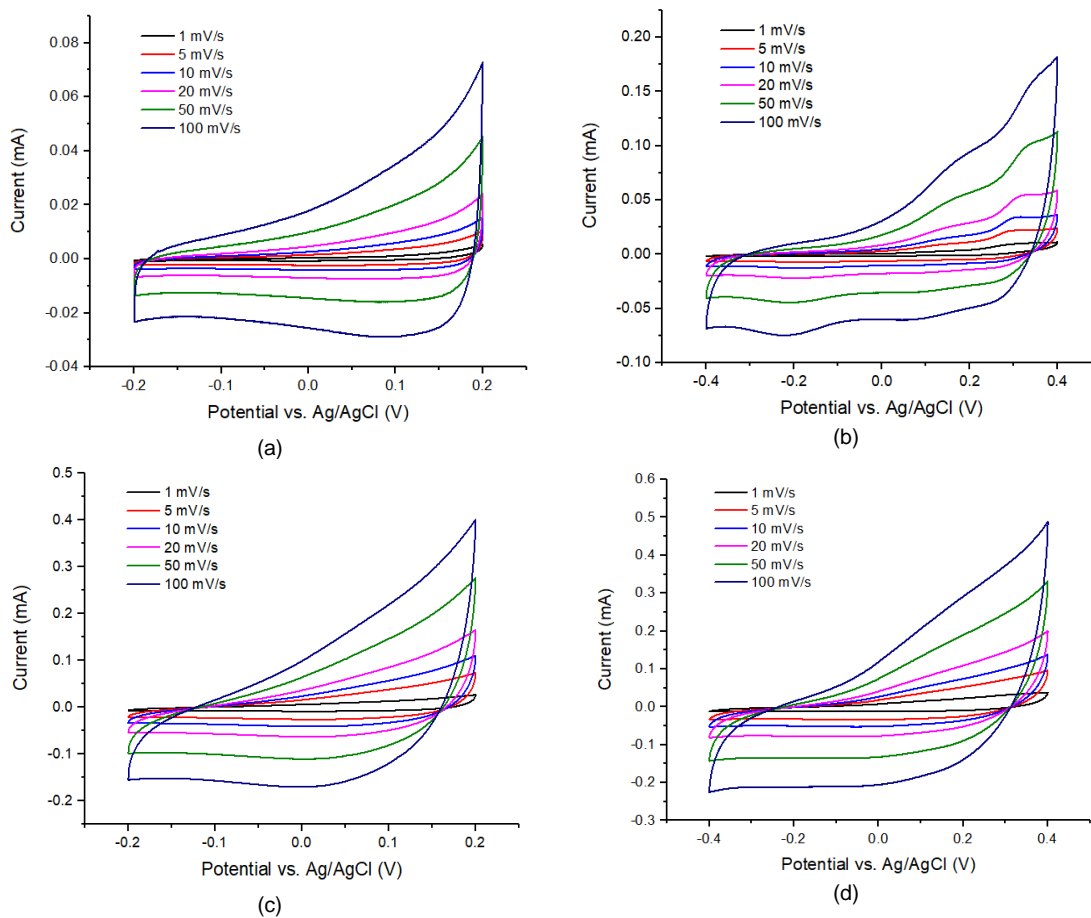 0.08
0.06
0.04
0.02
0.00
-0.02
-0.04
Current (mA)
1 mV/s
5 mV/s
10 mV/s
20 mV/s
50 mV/s
100 mV/s
-0.2 -0.1 0.0 0.1 0.2
Potential vs. Ag/AgCl (V)
(a)
0.20
0.15
0.10
0.05
0.00
-0.05
-0.10
Current (mA)
1 mV/s
5 mV/s
10 mV/s
20 mV/s
50 mV/s
100 mV/s
-0.4 -0.2 0.0 0.2 0.4
Potential vs. Ag/AgCl (V)
(b)
0.5
0.4
0.3
0.2
0.1
0.0
-0.1
-0.2
Current (mA)
1 mV/s
5 mV/s
10 mV/s
20 mV/s
50 mV/s
100 mV/s
-0.2 -0.1 0.0 0.1 0.2
Potential vs. Ag/AgCl (V)
(c)
0.6
0.5
0.4
0.3
0.2
0.1
0.0
-0.1
-0.2
-0.3
Current (mA)
1 mV/s
5 mV/s
10 mV/s
20 mV/s
50 mV/s
100 mV/s
-0.4 -0.2 0.0 0.2 0.4
Potential vs. Ag/AgCl (V)
(d)